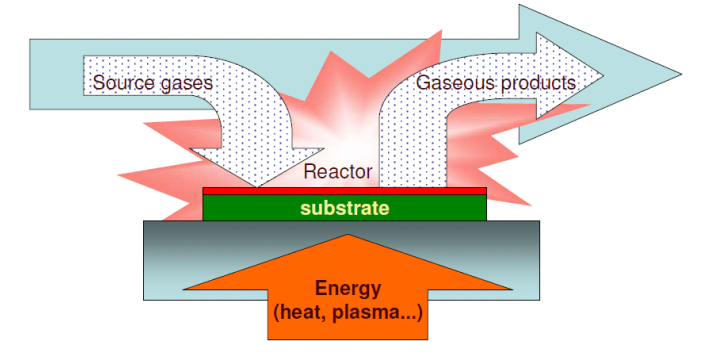 Source gases
Gaseous products
Reactor
substrate
Energy
(heat, plasma...)